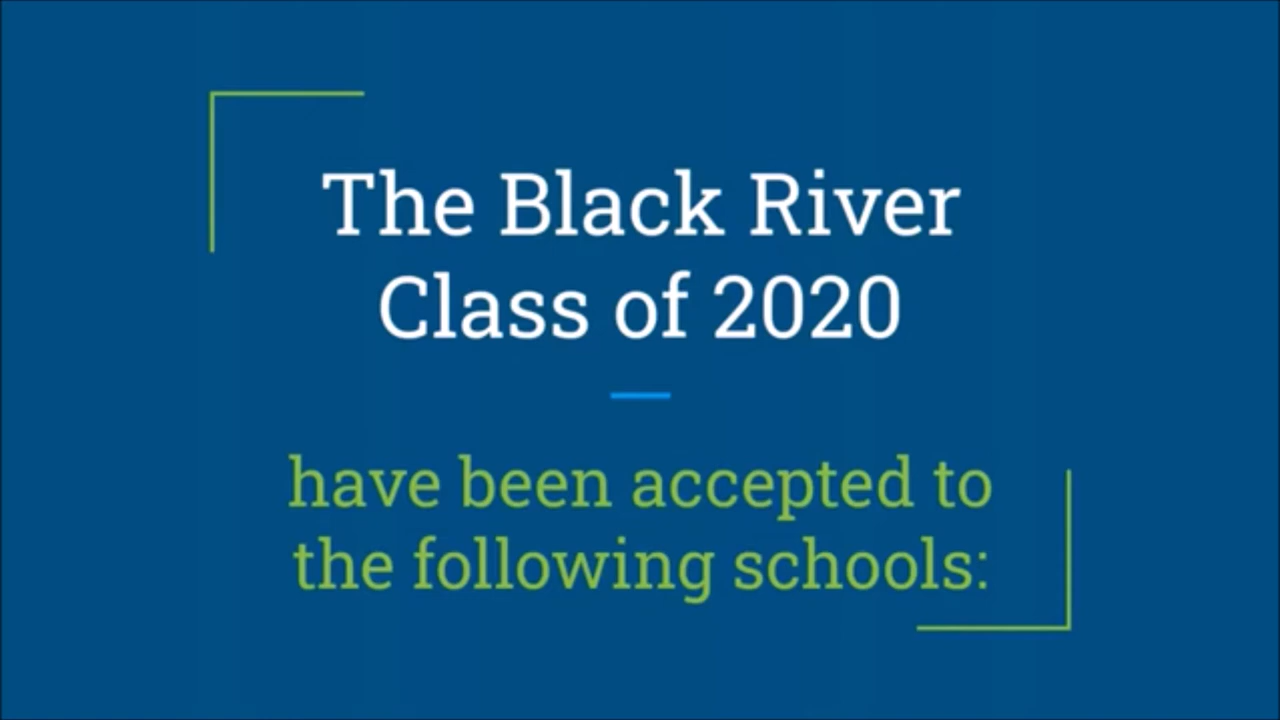 The Black River
Class of 2020
have been accepted to
the following schools: